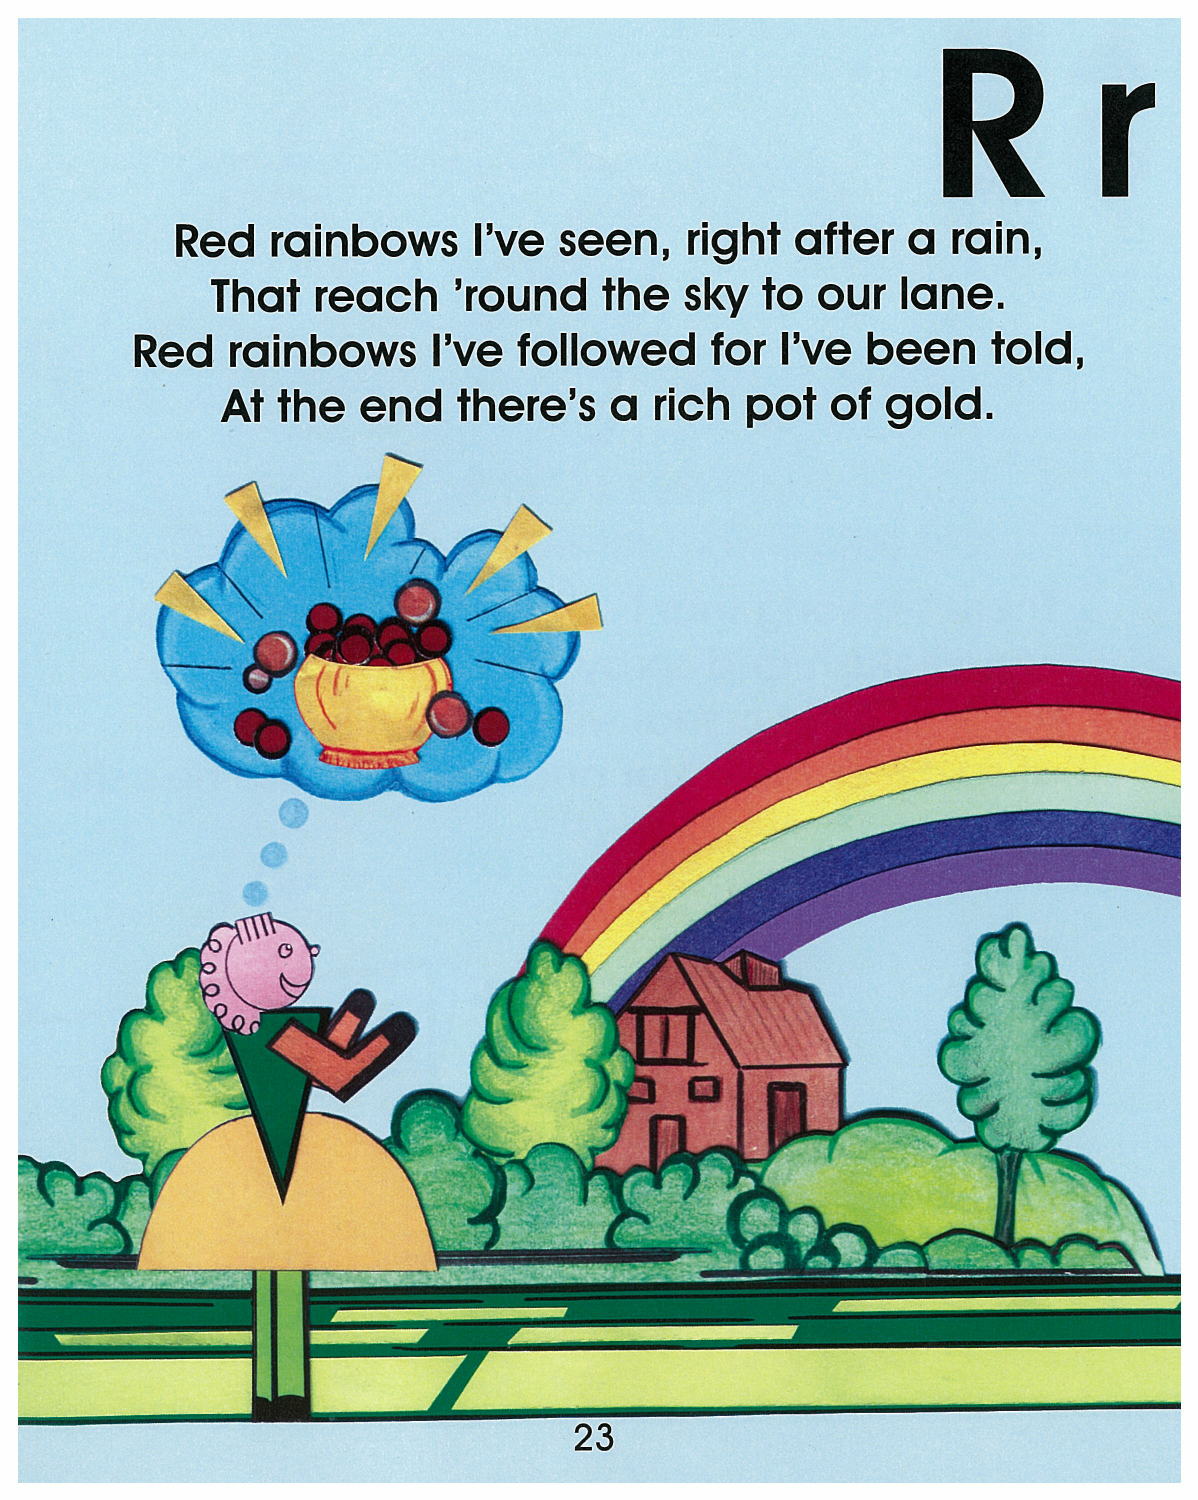 R r
Red rainbows I've seen, right after a rain,
That reach 'round the sky to our lane.
Red rainbows I've followed for I've been told,
At the end there's a rich pot of gold.
23